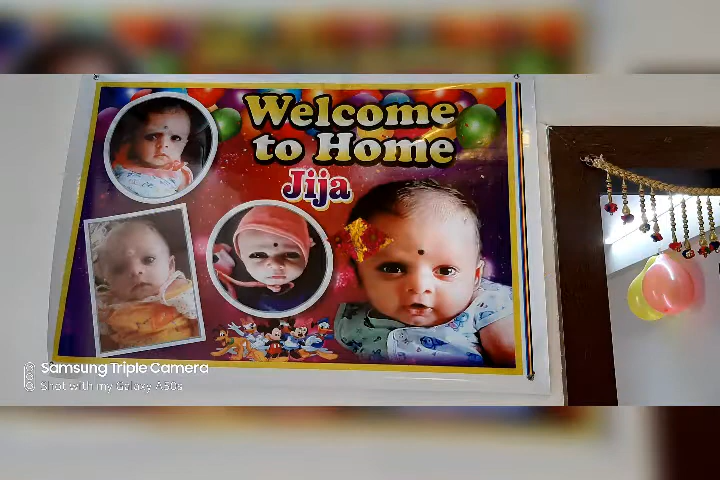 Welcome
to Home
Jija
Samsung Triple Camera
Shot with my Galaxy A50s